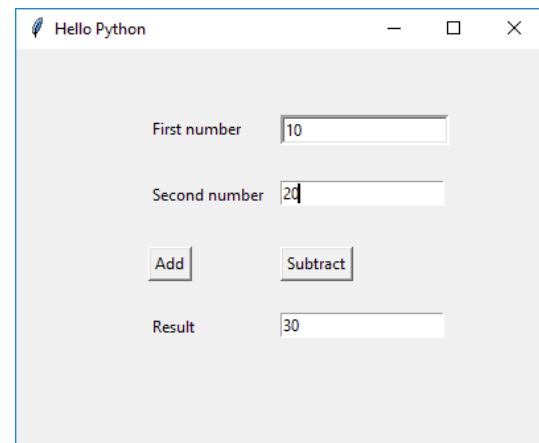 Hello Python
First number 10
Second number 20
Add Subtract
Result 30